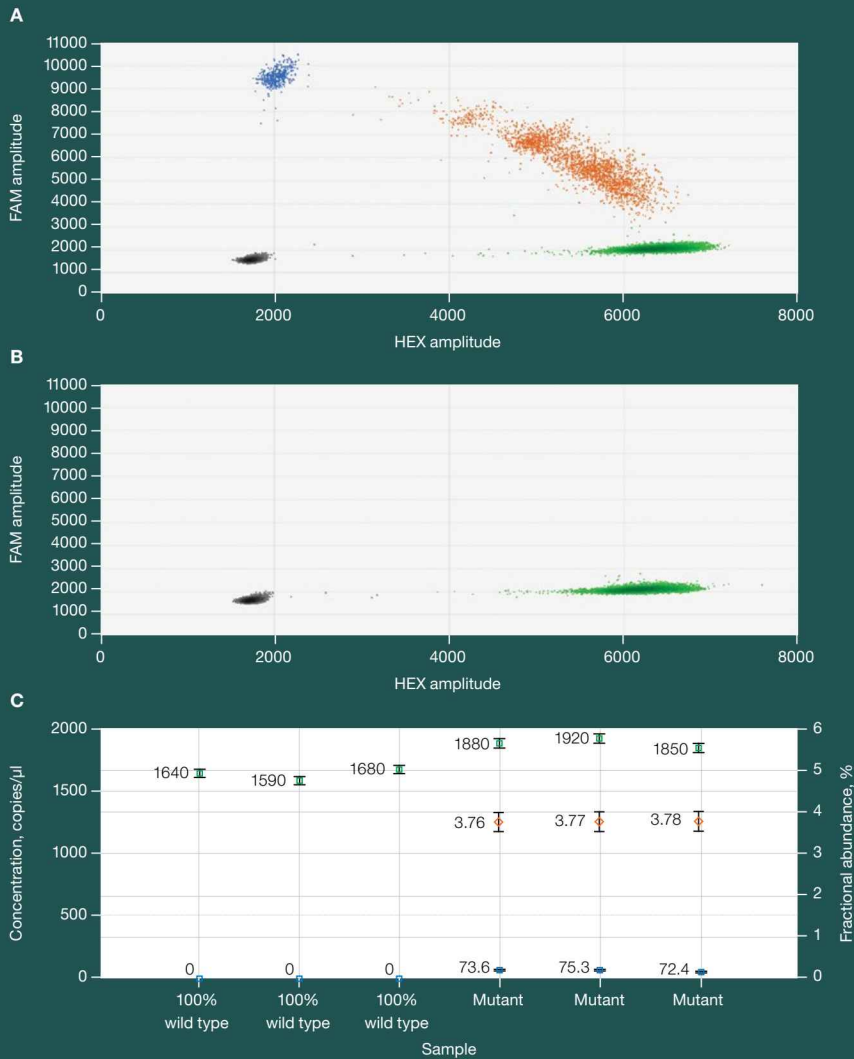 A
11000
10000
9000
8000
7000
6000
5000
4000
3000
2000
1000
0
FAM amplitude
0 2000 4000 6000 8000
HEX amplitude
B
11000
10000
9000
8000
7000
6000
5000
4000
3000
2000
1000
0
FAM amplitude
0 2000 4000 6000 8000
HEX amplitude
C
2000
1500
1000
500
0
Concentration, copies/µl
1640 1590 1680 1880 1920 1850
3.76 3.77 3.78
0 0 0 73.6 75.3 72.4
6
5
4
3
2
1
0
Fractional abundance, %
100% 100% 100% Mutant Mutant Mutant
wild type wild type wild type
Sample